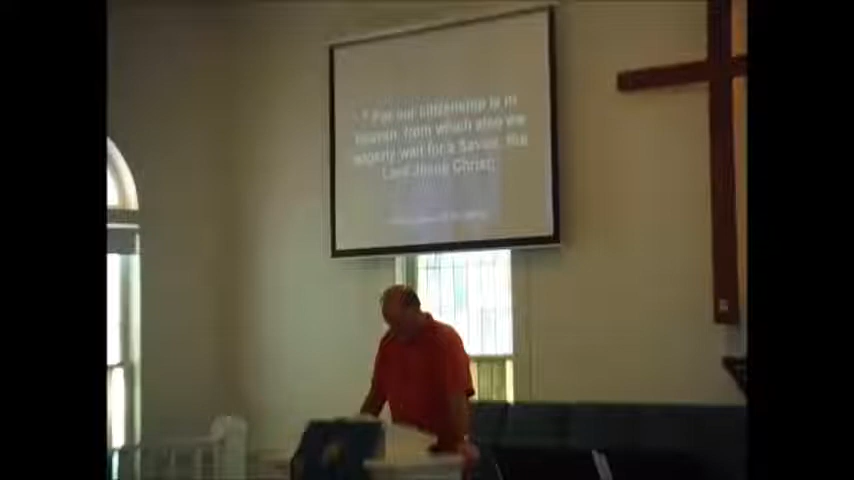 For our citizenship is in
heaven, from which also we
eagerly wait for a Savior, the
Lord Jesus Christ;